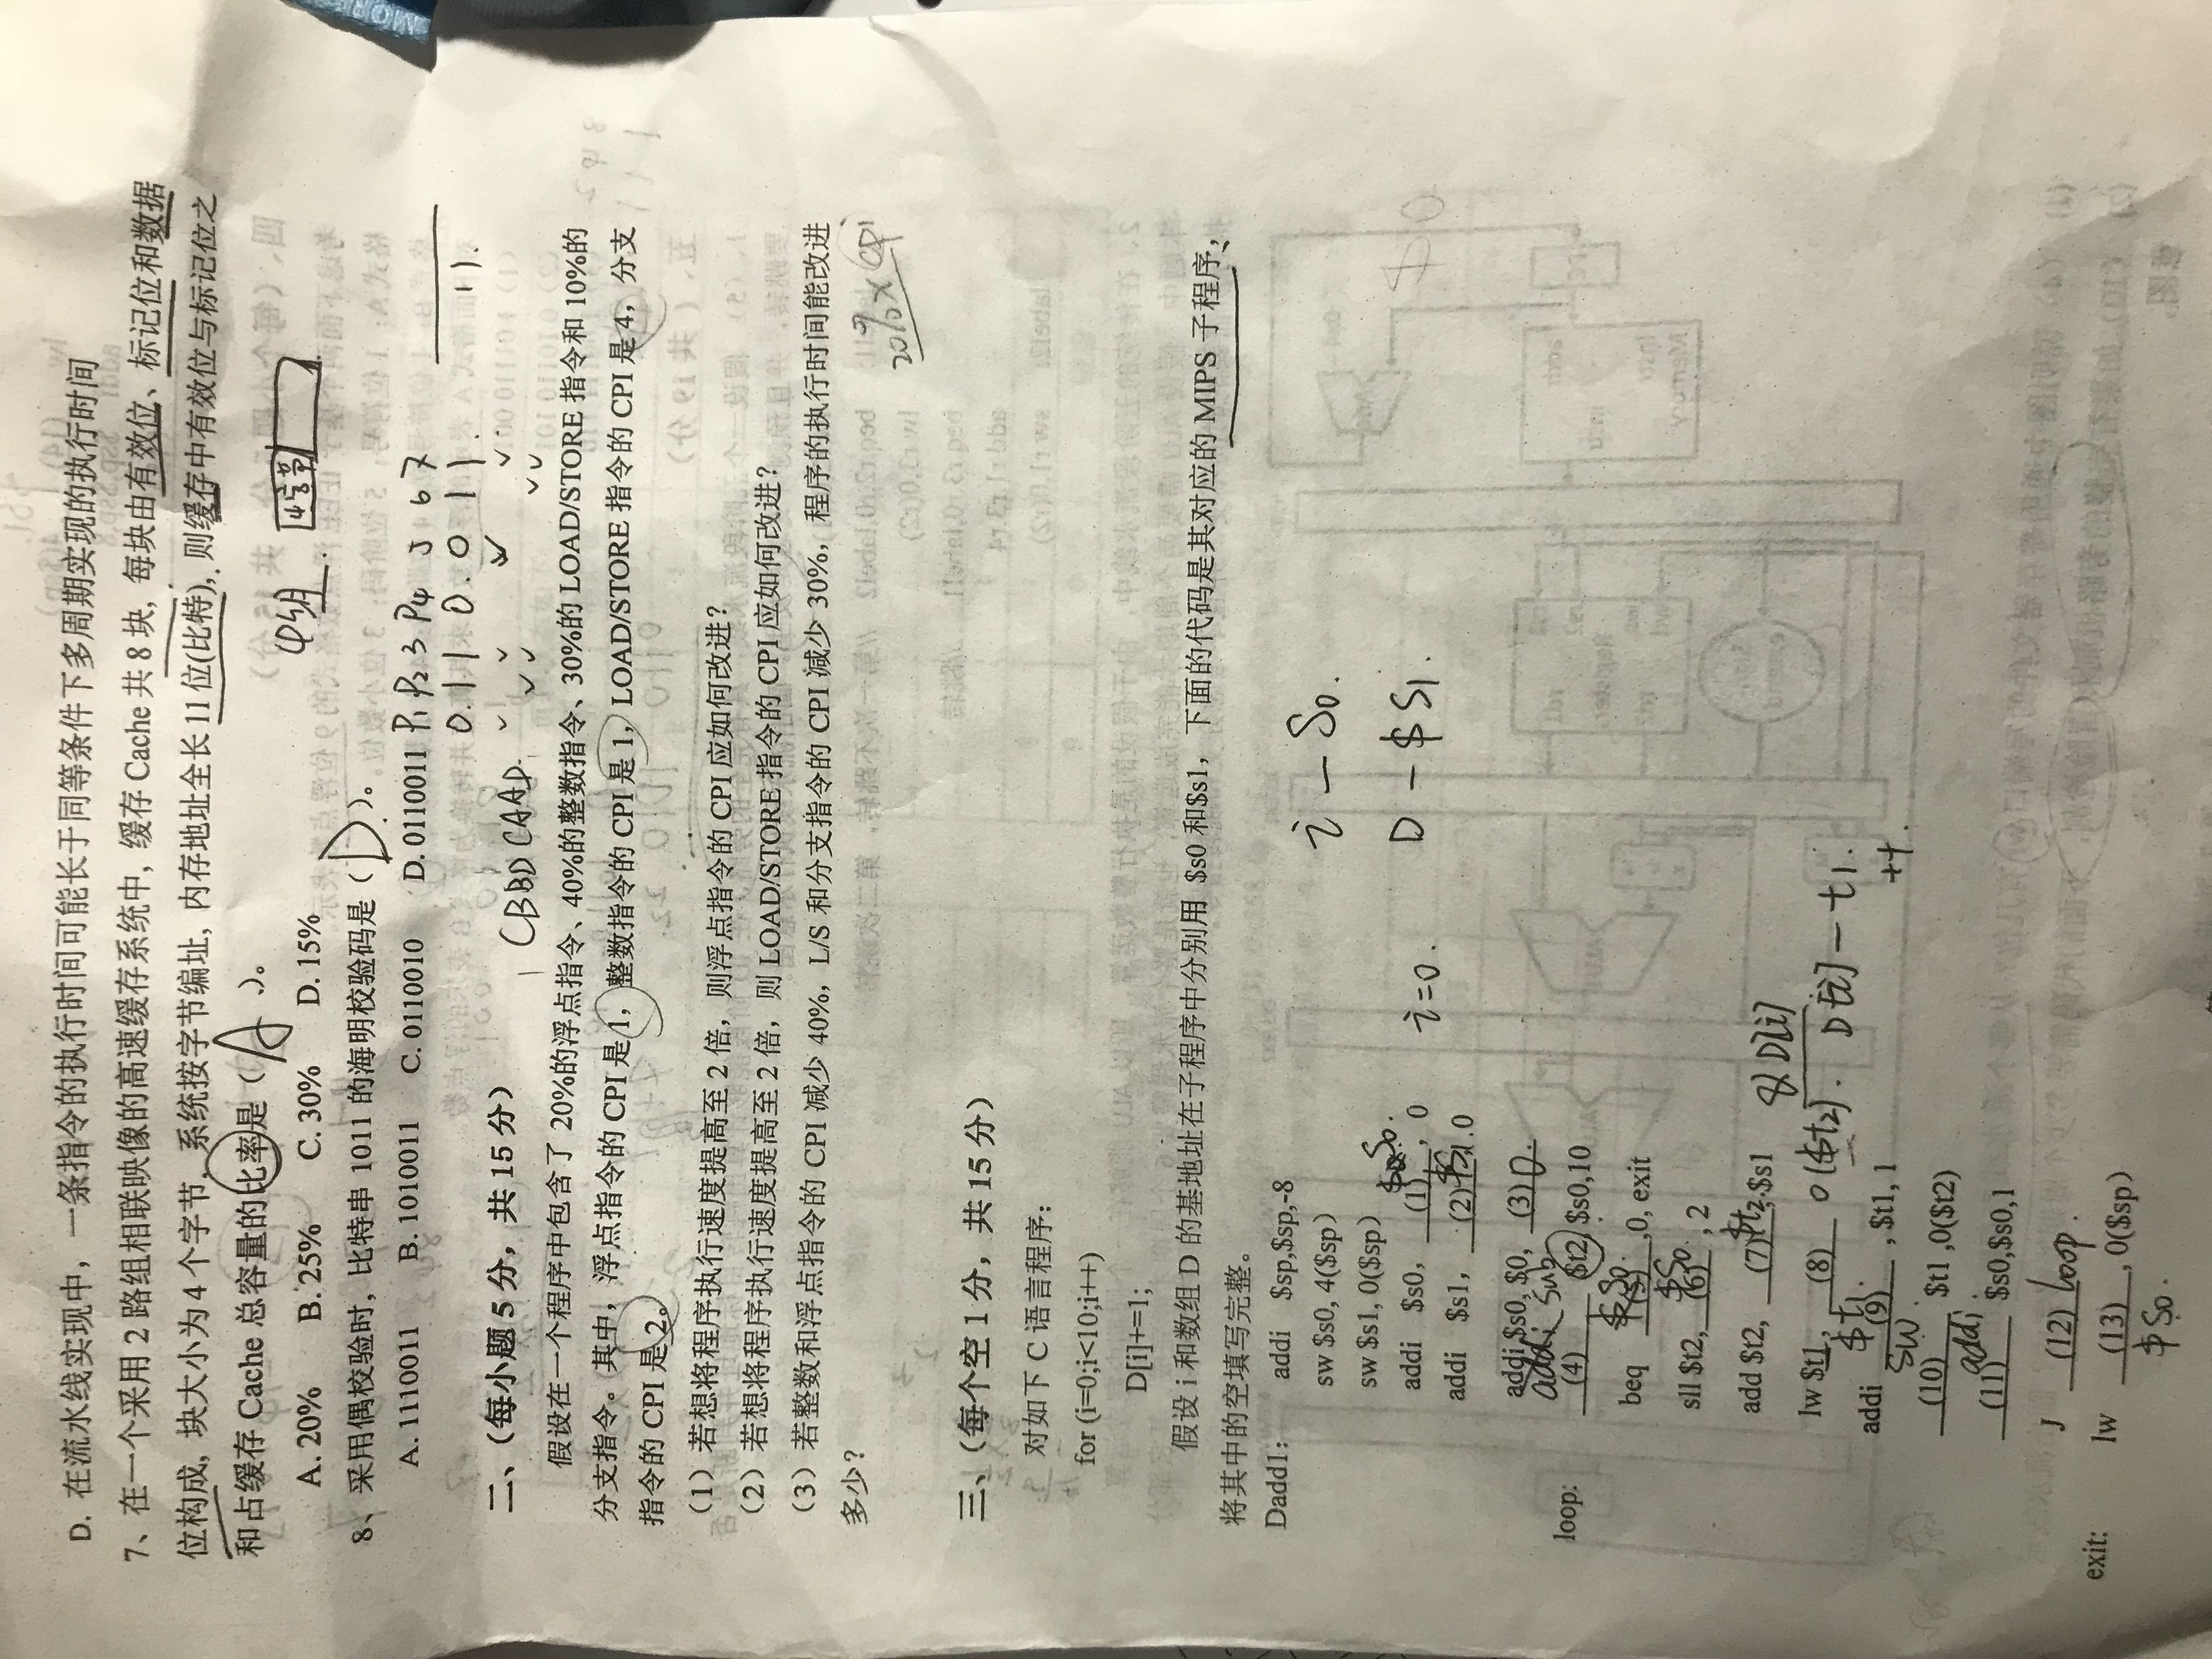 D. 在流水线实现中，一条指令的执行时间可能长于同等条件下多周期实现的执行时间
7、在一个采用 2 路组相联映像的高速缓存系统中, 缓存 Cache 共 8 块, 每块由有效位、标记位和数据
位构成, 块大小为 4 个字节, 系统按字节编址, 内存地址全长 11 位(比特), 则缓存中有效位与标记位之
和占缓存 Cache 总容量的比率是（ A ）。
4组 4字节
A. 20% B. 25% C. 30% D. 15%
8、采用偶校验时, 比特串 1011 的海明校验码是（ D ）。
A. 1110011 B. 1010011 C. 0110010 D. 0110011 P1 P2 3 P4 5 6 7
0. 1 1 0. 0 1 1. 11.
二、（每小题 5 分，共 15 分）
CBBD CAAD.
假设在一个程序中包含了 20%的浮点指令、40%的整数指令、30%的 LOAD/STORE 指令和 10%的
分支指令。其中，浮点指令的 CPI 是 1，整数指令的 CPI 是 1，LOAD/STORE 指令的 CPI 是 4，分支
指令的 CPI 是 2。
（1）若想将程序执行速度提高至 2 倍，则浮点指令的 CPI 应如何改进？
（2）若想将程序执行速度提高至 2 倍，则 LOAD/STORE 指令的 CPI 应如何改进？
（3）若整数和浮点指令的 CPI 减少 40%，L/S 和分支指令的 CPI 减少 30%，程序的执行时间能改进
多少？
20% × CPi
三、（每个空 1 分，共 15 分）
对如下 C 语言程序：
for (i=0;i<10;i++)
D[i]+=1;
假设 i 和数组 D 的基地址在子程序中分别用 $s0 和$s1，下面的代码是其对应的 MIPS 子程序，
将其中的空填写完整。
Dadd1： addi $sp,$sp,-8
i — S0.
sw $s0, 4($sp）
sw $s1, 0($sp）
S0.
addi $s0， (1) ，0 i=0. D — $S1.
addi $s1， (2) $S1 .0
addi $s0, $0, (3) 0.
addi sub
loop: (4) $t2, $s0,10
$S0.
beq (5) ,0, exit
$S0
sll $t2, (6) , 2
add $t2, (7) $t2, $s1
&D[i]
lw $t1, (8) 0($t2). D[i] — t1.
$t1.
addi (9) , $t1, 1
++.
sw.
(10) $t1 ,0($t2)
addi.
(11) $s0,$s0,1
J (12) loop.
exit: lw (13) , 0($sp）
$S0.